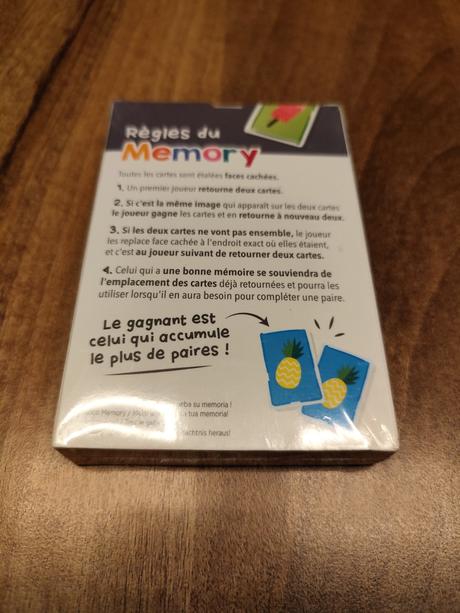 Règles du
Memory
Toutes les cartes sont étalées faces cachées.
1. Un premier joueur retourne deux cartes.
2. Si c'est la même image qui apparaît sur les deux cartes
le joueur gagne les cartes et en retourne à nouveau deux.
3. Si les deux cartes ne vont pas ensemble, le joueur
les replace face cachée à l'endroit exact où elles étaient,
et c'est au joueur suivant de retourner deux cartes.
4. Celui qui a une bonne mémoire se souviendra de
l'emplacement des cartes déjà retournées et pourra les
utiliser lorsqu'il en aura besoin pour compléter une paire.
Le gagnant est
celui qui accumule
le plus de paires !
su memoria !
Memory / tua memoria!
heraus!